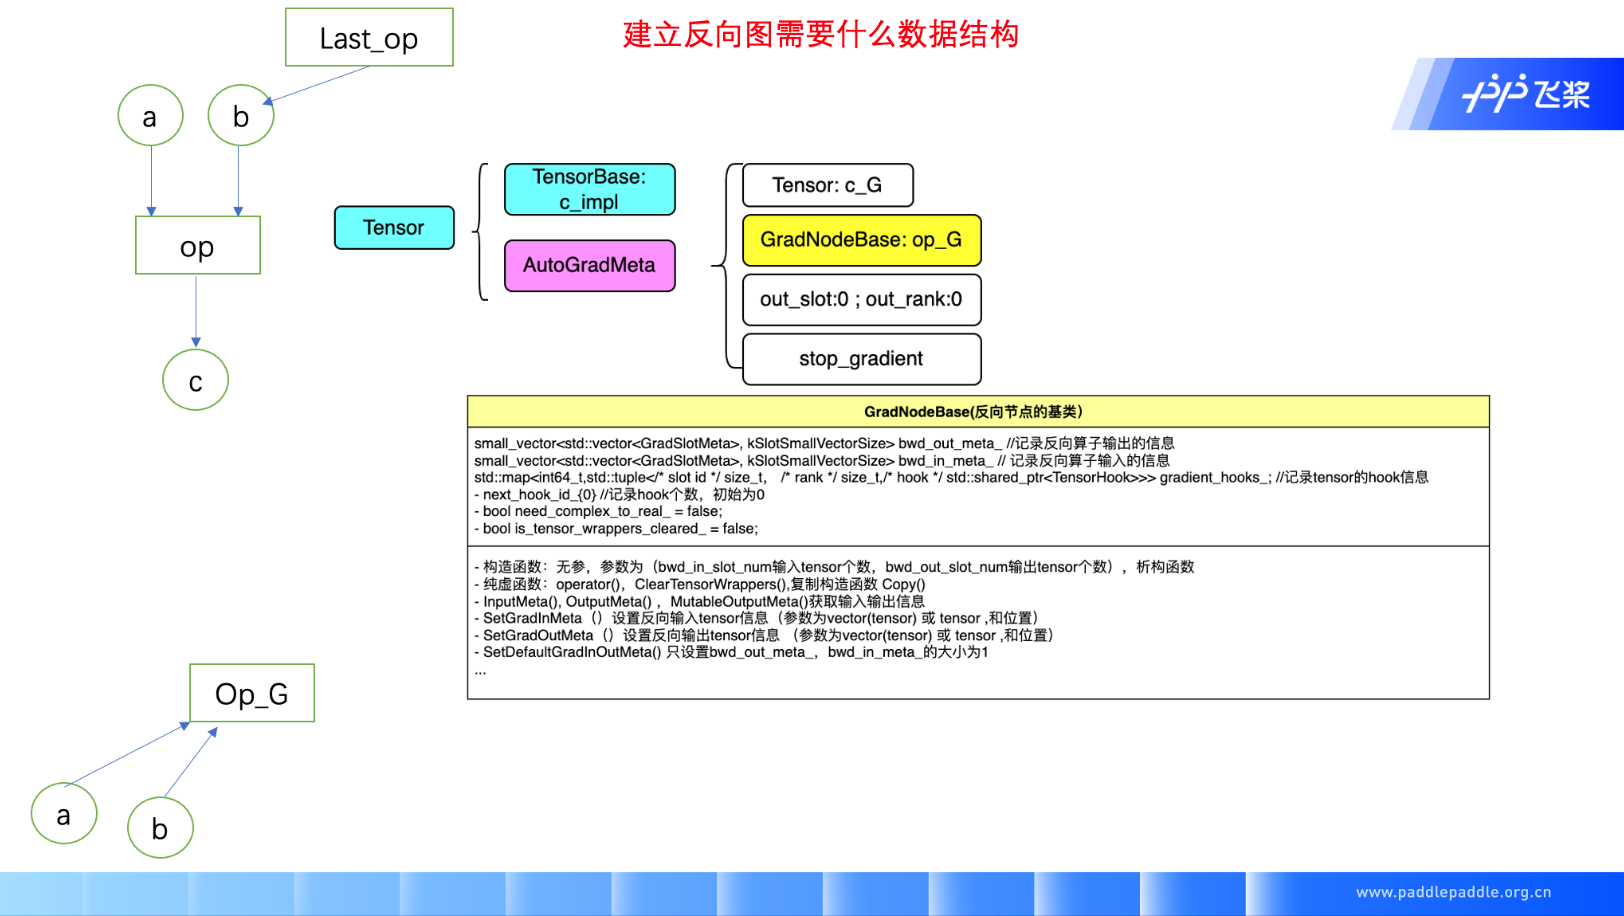 建立反向图需要什么数据结构
飞桨
Last_op
a
b
op
c
Tensor
TensorBase:
c_impl
AutoGradMeta
Tensor: c_G
GradNodeBase: op_G
out_slot:0 ; out_rank:0
stop_gradient
GradNodeBase(反向节点的基类)
small_vector<std::vector<GradSlotMeta>, kSlotSmallVectorSize> bwd_out_meta_ //记录反向算子输出的信息
small_vector<std::vector<GradSlotMeta>, kSlotSmallVectorSize> bwd_in_meta_ // 记录反向算子输入的信息
std::map<int64_t,std::tuple</* slot id */ size_t, /* rank */ size_t,/* hook */ std::shared_ptr<TensorHook>>> gradient_hooks_; //记录tensor的hook信息
- next_hook_id_{0} //记录hook个数，初始为0
- bool need_complex_to_real_ = false;
- bool is_tensor_wrappers_cleared_ = false;
- 构造函数：无参，参数为（bwd_in_slot_num输入tensor个数，bwd_out_slot_num输出tensor个数），析构函数
- 纯虚函数：operator()，ClearTensorWrappers(),复制构造函数 Copy()
- InputMeta(), OutputMeta() ，MutableOutputMeta()获取输入输出信息
- SetGradInMeta（）设置反向输入tensor信息（参数为vector(tensor) 或 tensor ,和位置）
- SetGradOutMeta（）设置反向输出tensor信息 （参数为vector(tensor) 或 tensor ,和位置）
- SetDefaultGradInOutMeta() 只设置bwd_out_meta_，bwd_in_meta_的大小为1
...
Op_G
a
b
www.paddlepaddle.org.cn